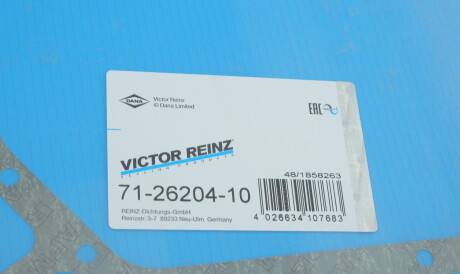 DANA
Victor Reinz
© Dana Limited
EAC
VICTOR REINZ®
SEALING PRODUCTS
71-26204-10
48/1858263
4 026634 107683
REINZ-Dichtungs-GmbH
Reinzstr. 3-7 89233 Neu-Ulm Germany